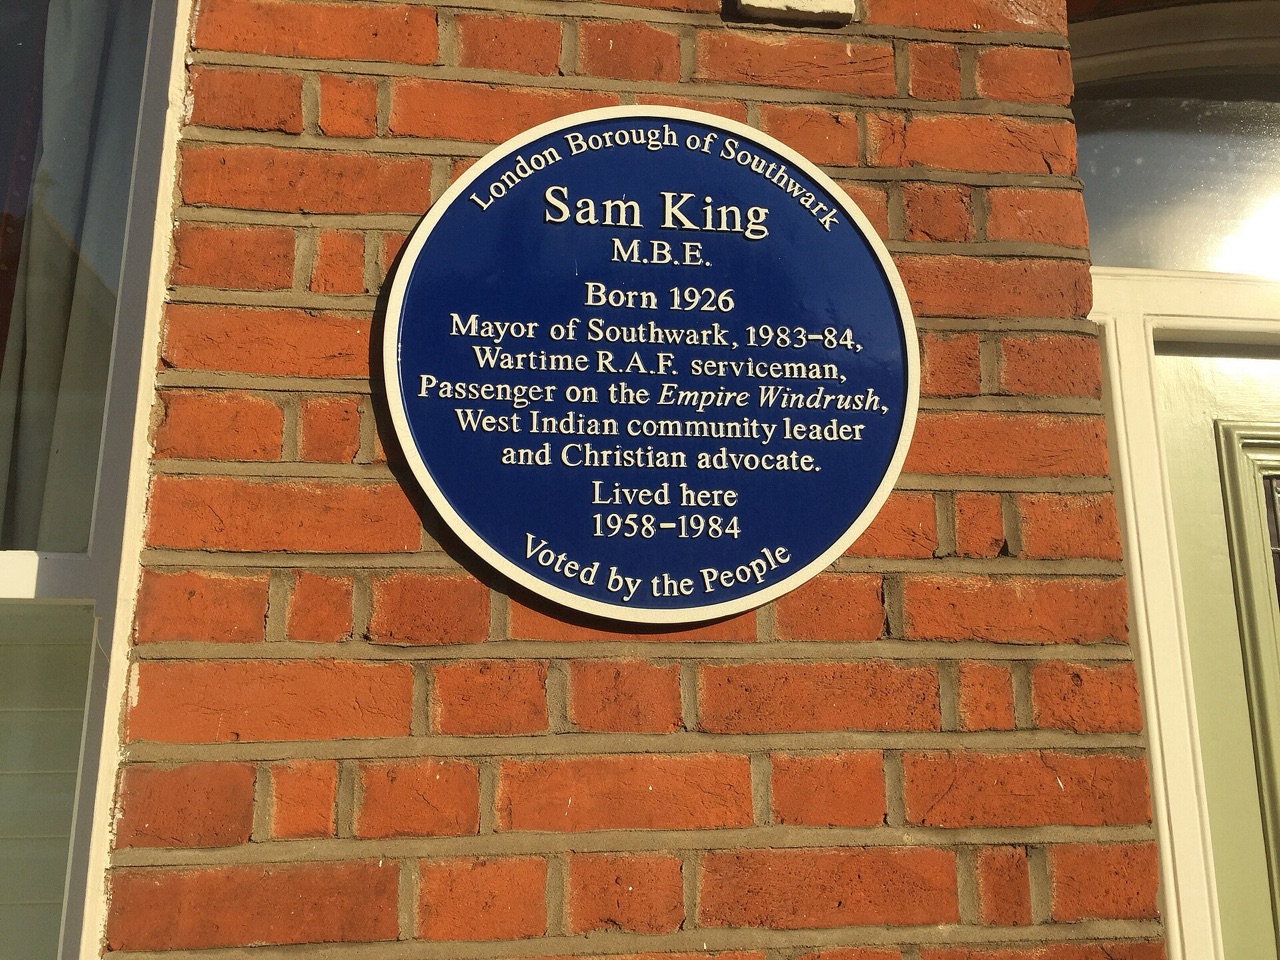 London Borough of Southwark
Sam King
M.B.E.
Born 1926
Mayor of Southwark, 1983–84,
Wartime R.A.F. serviceman,
Passenger on the Empire Windrush,
West Indian community leader
and Christian advocate.
Lived here
1958–1984
Voted by the People